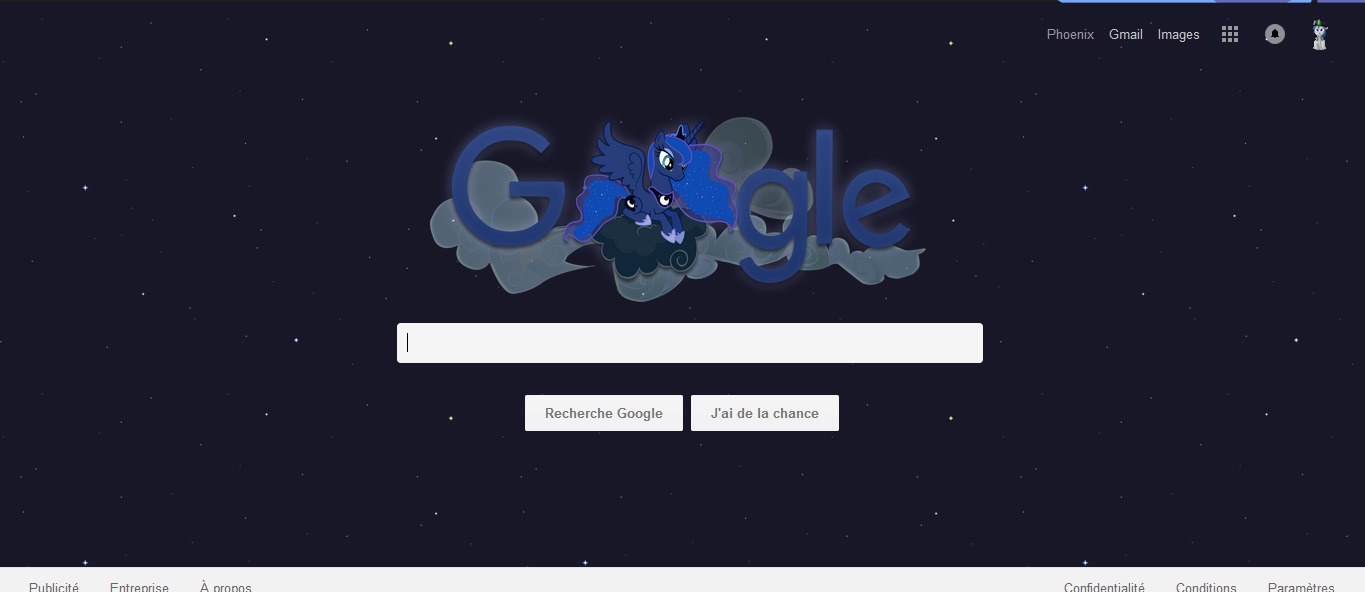 Phoenix Gmail Images
Google
Recherche Google J'ai de la chance
Publicité Entreprise À propos Confidentialité Conditions Paramètres